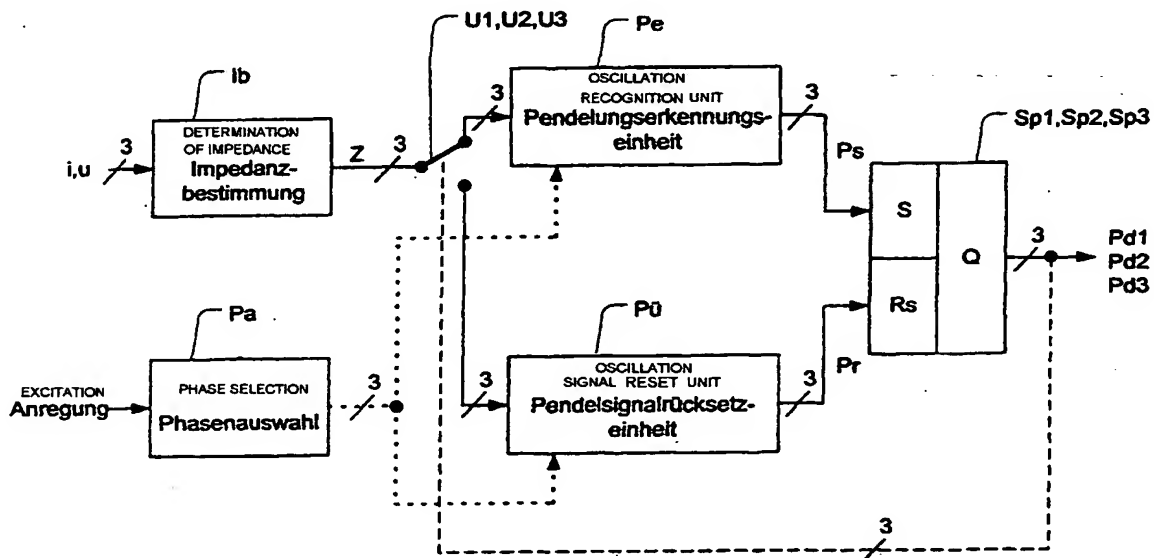 U1,U2,U3
Pe
Ib
OSCILLATION
RECOGNITION UNIT
Pendelungserkennungs-
einheit
3
3
Sp1,Sp2,Sp3
DETERMINATION
OF IMPEDANCE
Impedanz-
bestimmung
3
i,u
Z
3
Ps
S
Q
Rs
3
Pd1
Pd2
Pd3
Pa
Pü
EXCITATION
Anregung
PHASE SELECTION
Phasenauswahl
3
3
OSCILLATION
SIGNAL RESET UNIT
Pendelsignalrücksetz-
einheit
3
Pr
3